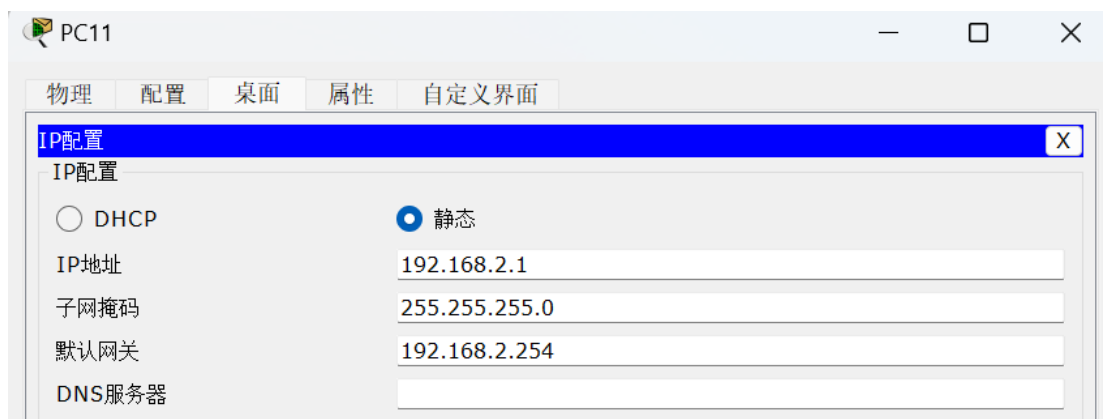 PC11
物理 配置 桌面 属性 自定义界面
IP配置 X
IP配置
DHCP 静态
IP地址 192.168.2.1
子网掩码 255.255.255.0
默认网关 192.168.2.254
DNS服务器